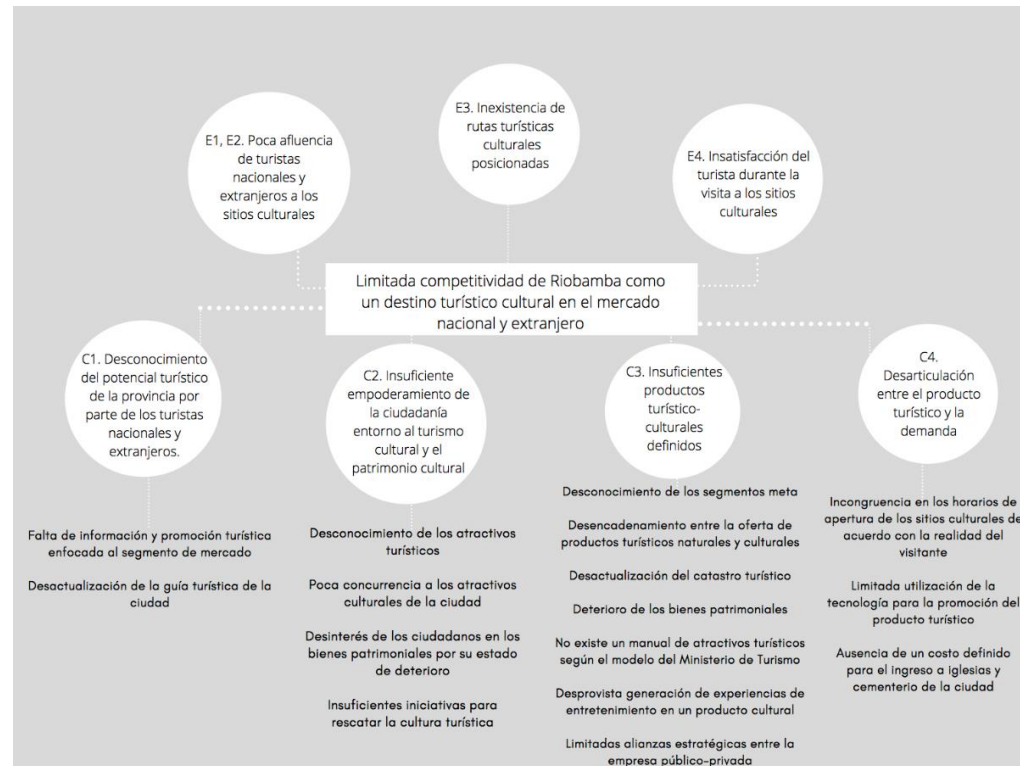 E1, E2. Poca afluencia
de turistas
nacionales y
extranjeros a los
sitios culturales
E3. Inexistencia de
rutas turísticas
culturales
posicionadas
E4. Insatisfacción del
turista durante la
visita a los sitios
culturales
Limitada competitividad de Riobamba como
un destino turístico cultural en el mercado
nacional y extranjero
C1. Desconocimiento
del potencial turístico
de la provincia por
parte de los turistas
nacionales y
extranjeros.
C2. Insuficiente
empoderamiento de
la ciudadanía
entorno al turismo
cultural y el
patrimonio cultural
C3. Insuficientes
productos
turístico-
culturales
definidos
C4.
Desarticulación
entre el producto
turístico y la
demanda
Falta de información y promoción turística
enfocada al segmento de mercado
Desactualización de la guía turística de la
ciudad
Desconocimiento de los atractivos
turísticos
Poca concurrencia a los atractivos
culturales de la ciudad
Desinterés de los ciudadanos en los
bienes patrimoniales por su estado
de deterioro
Insuficientes iniciativas para
rescatar la cultura turística
Desconocimiento de los segmentos meta
Desencadenamiento entre la oferta de
productos turísticos naturales y culturales
Desactualización del catastro turístico
Deterioro de los bienes patrimoniales
No existe un manual de atractivos turísticos
según el modelo del Ministerio de Turismo
Desprovista generación de experiencias de
entretenimiento en un producto cultural
Limitadas alianzas estratégicas entre la
empresa público-privada
Incongruencia en los horarios de
apertura de los sitios culturales de
acuerdo con la realidad del
visitante
Limitada utilización de la
tecnología para la promoción del
producto turístico
Ausencia de un costo definido
para el ingreso a iglesias y
cementerio de la ciudad